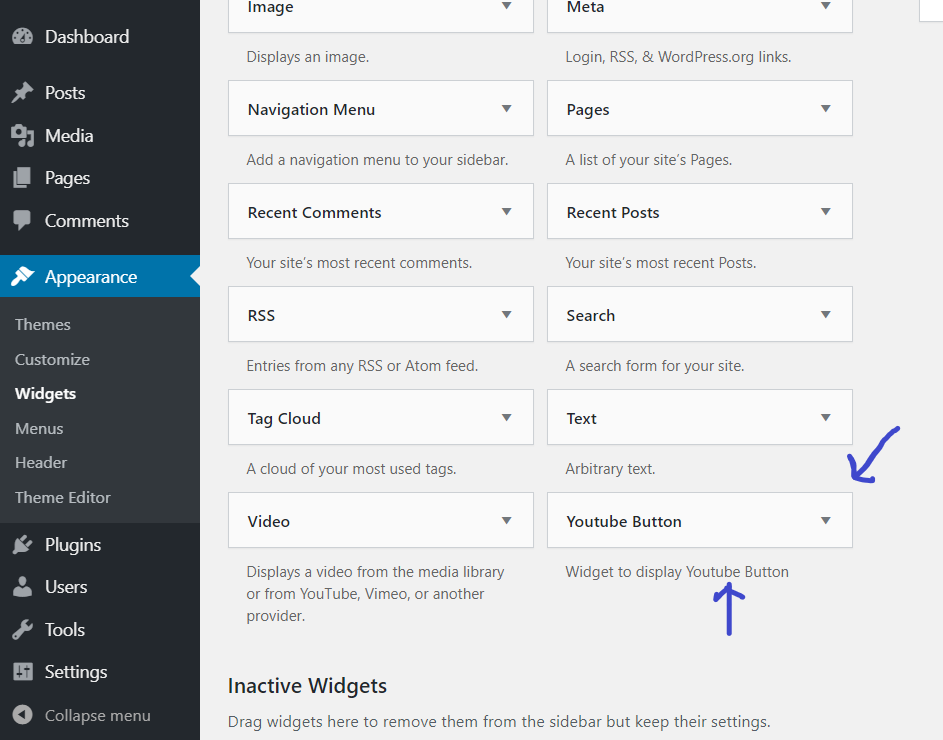 Dashboard
Posts
Media
Pages
Comments
Appearance
Themes
Customize
Widgets
Menus
Header
Theme Editor
Plugins
Users
Tools
Settings
Collapse menu
Image
Meta
Displays an image.
Login, RSS, & WordPress.org links.
Navigation Menu
Pages
Add a navigation menu to your sidebar.
A list of your site’s Pages.
Recent Comments
Recent Posts
Your site’s most recent comments.
Your site’s most recent Posts.
RSS
Search
Entries from any RSS or Atom feed.
A search form for your site.
Tag Cloud
Text
A cloud of your most used tags.
Arbitrary text.
Video
Youtube Button
Displays a video from the media library
or from YouTube, Vimeo, or another
provider.
Widget to display Youtube Button
Inactive Widgets
Drag widgets here to remove them from the sidebar but keep their settings.